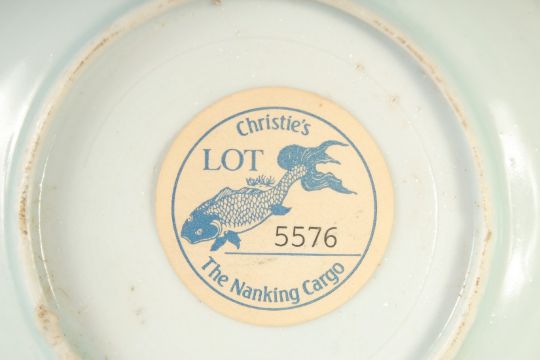 Christie's
LOT
5576
The Nanking Cargo